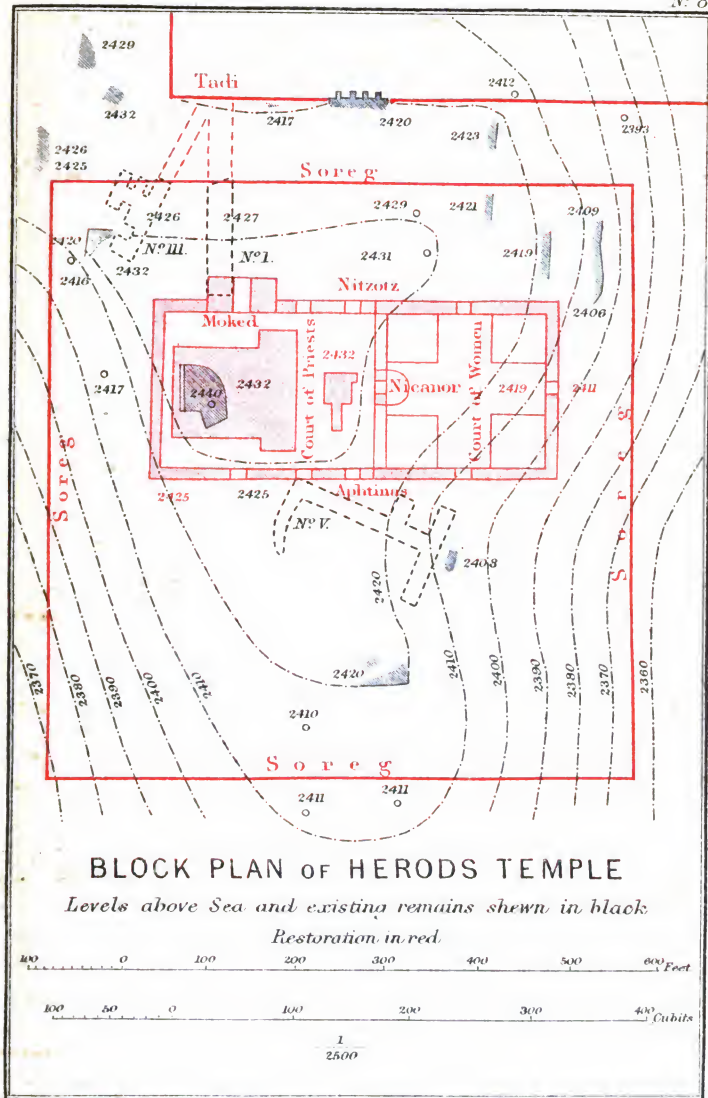 No. 8
2429
2412
Tadi
2432
2417
2420
2393
2423
2426
2425
Soreg
2421
2429
2409
2426
2427
2420
2419
2416
No. III.
2432
No. I.
2431
Nitzotz
2406
Moked
Court of Priests
2432
Court of Women
2417
2432
2440
Nicanor
2419
2411
Soreg
Soreg
2425
2425
Aphtinas
No. V.
2408
2420
2420
2410
2400
2390
2380
2370
2360
2370
2380
2390
2400
2410
2410
Soreg
2411
2411
BLOCK PLAN OF HERODS TEMPLE
Levels above Sea and existing remains shewn in black
Restoration in red
100 0 100 200 300 400 500 600 Feet
100 50 0 100 200 300 400 Cubits
1
2500